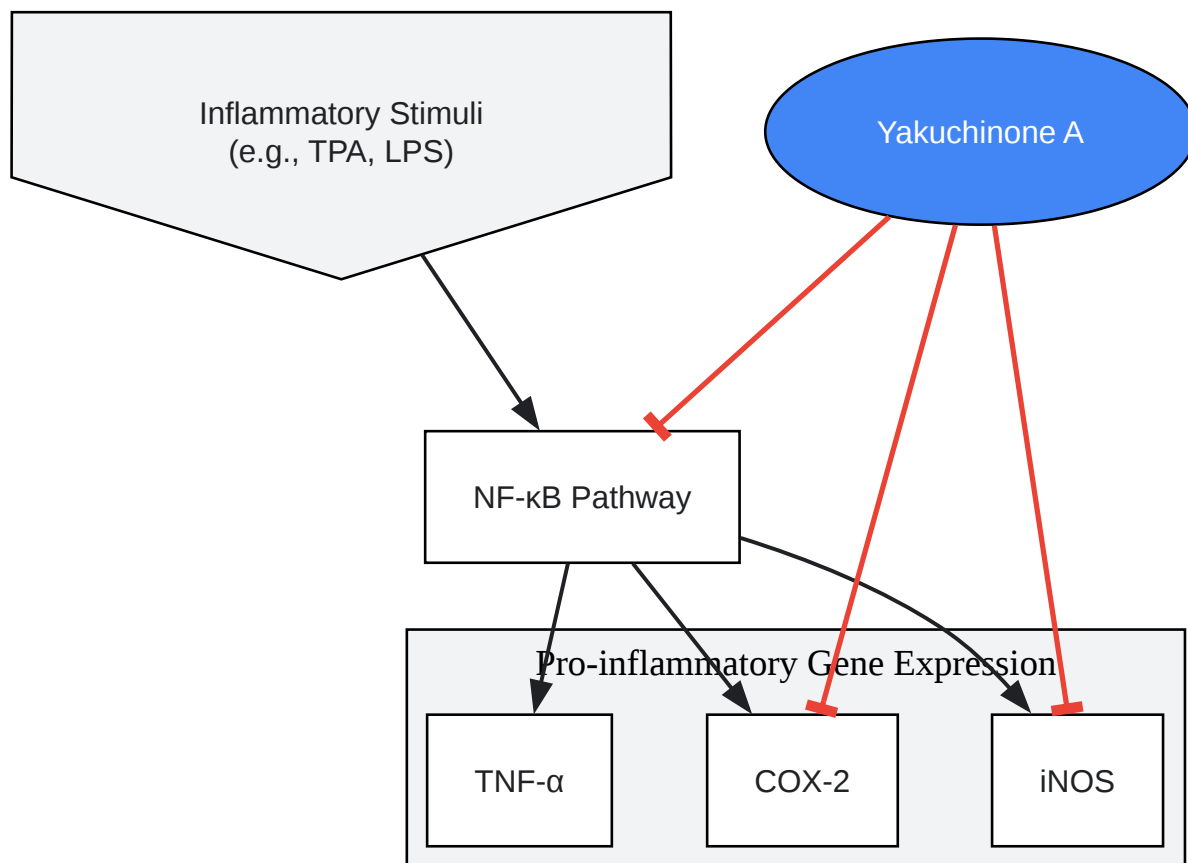 Inflammatory Stimuli
(e.g., TPA, LPS)
Yakuchinone A
NF-κB Pathway
Pro-inflammatory Gene Expression
TNF-α
COX-2
iNOS